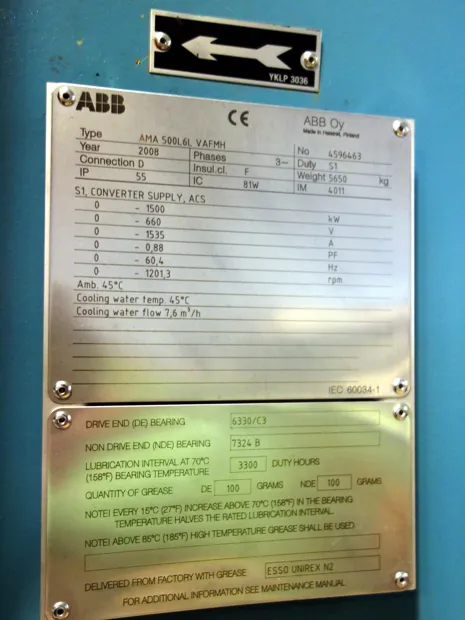 YKLP 3036
ABB
CE
ABB Oy
Made in Helsinki, Finland
Type AMA 500L6L VAFMH
Year 2008 Phases 3~ No 4596463
Connection D Insul.cl. F Duty S1
IP 55 IC 81W Weight 5650 kg
IM 4011
S1, CONVERTER SUPPLY, ACS
0 - 1500 kW
0 - 660 V
0 - 1535 A
0 - 0,88 PF
0 - 60,4 Hz
0 - 1201,3 rpm
Amb. 45°C
Cooling water temp. 45°C
Cooling water flow 7,6 m³/h
IEC 60034-1
DRIVE END (DE) BEARING 6330/C3
NON DRIVE END (NDE) BEARING 7324 B
LUBRICATION INTERVAL AT 70°C
(158°F) BEARING TEMPERATURE 3300 DUTY HOURS
QUANTITY OF GREASE DE 100 GRAMS NDE 100 GRAMS
NOTE! EVERY 15°C (27°F) INCREASE ABOVE 70°C (158°F) IN THE BEARING
TEMPERATURE HALVES THE RATED LUBRICATION INTERVAL.
NOTE! ABOVE 85°C (185°F) HIGH TEMPERATURE GREASE SHALL BE USED
DELIVERED FROM FACTORY WITH GREASE ESSO UNIREX N2
FOR ADDITIONAL INFORMATION SEE MAINTENANCE MANUAL